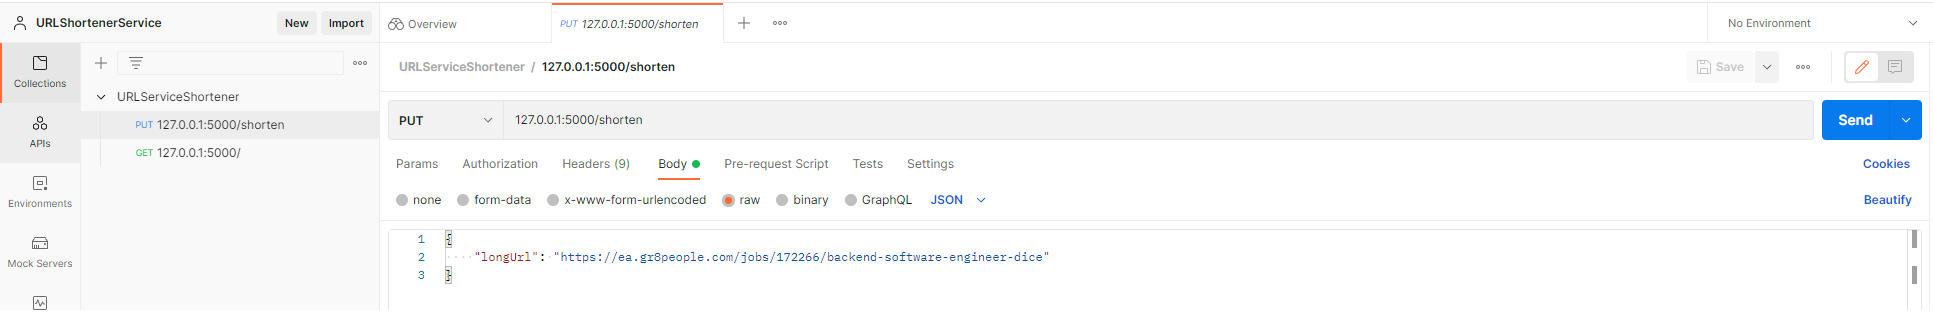 URLShortenerService New Import
Overview
PUT 127.0.0.1:5000/shorten
No Environment
Collections
APIs
Environments
Mock Servers
URLServiceShortener
PUT 127.0.0.1:5000/shorten
GET 127.0.0.1:5000/
URLServiceShortener / 127.0.0.1:5000/shorten
Save
PUT 127.0.0.1:5000/shorten
Send
Params Authorization Headers (9) Body Pre-request Script Tests Settings Cookies
none form-data x-www-form-urlencoded raw binary GraphQL JSON Beautify
1 {
2 "longUrl": "https://ea.gr8people.com/jobs/172266/backend-software-engineer-dice"
3 }